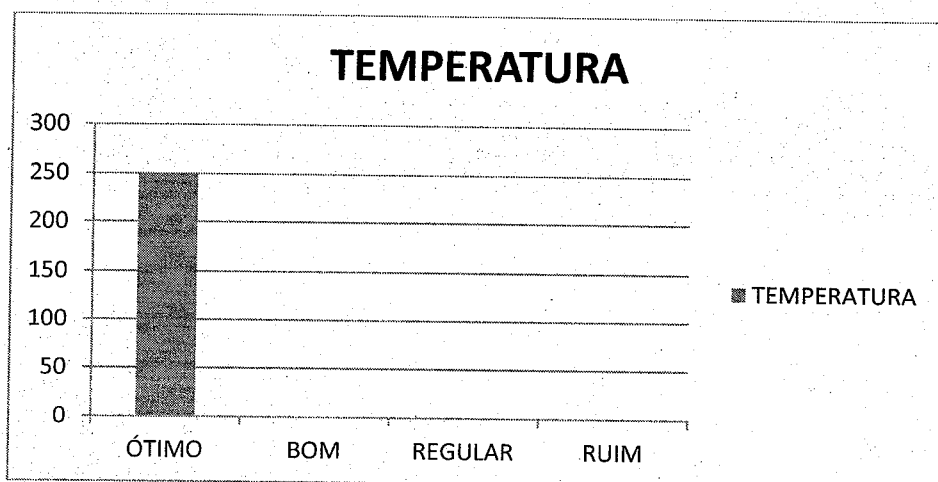 TEMPERATURA
300
250
200
150
100
50
0
ÓTIMO BOM REGULAR RUIM
TEMPERATURA